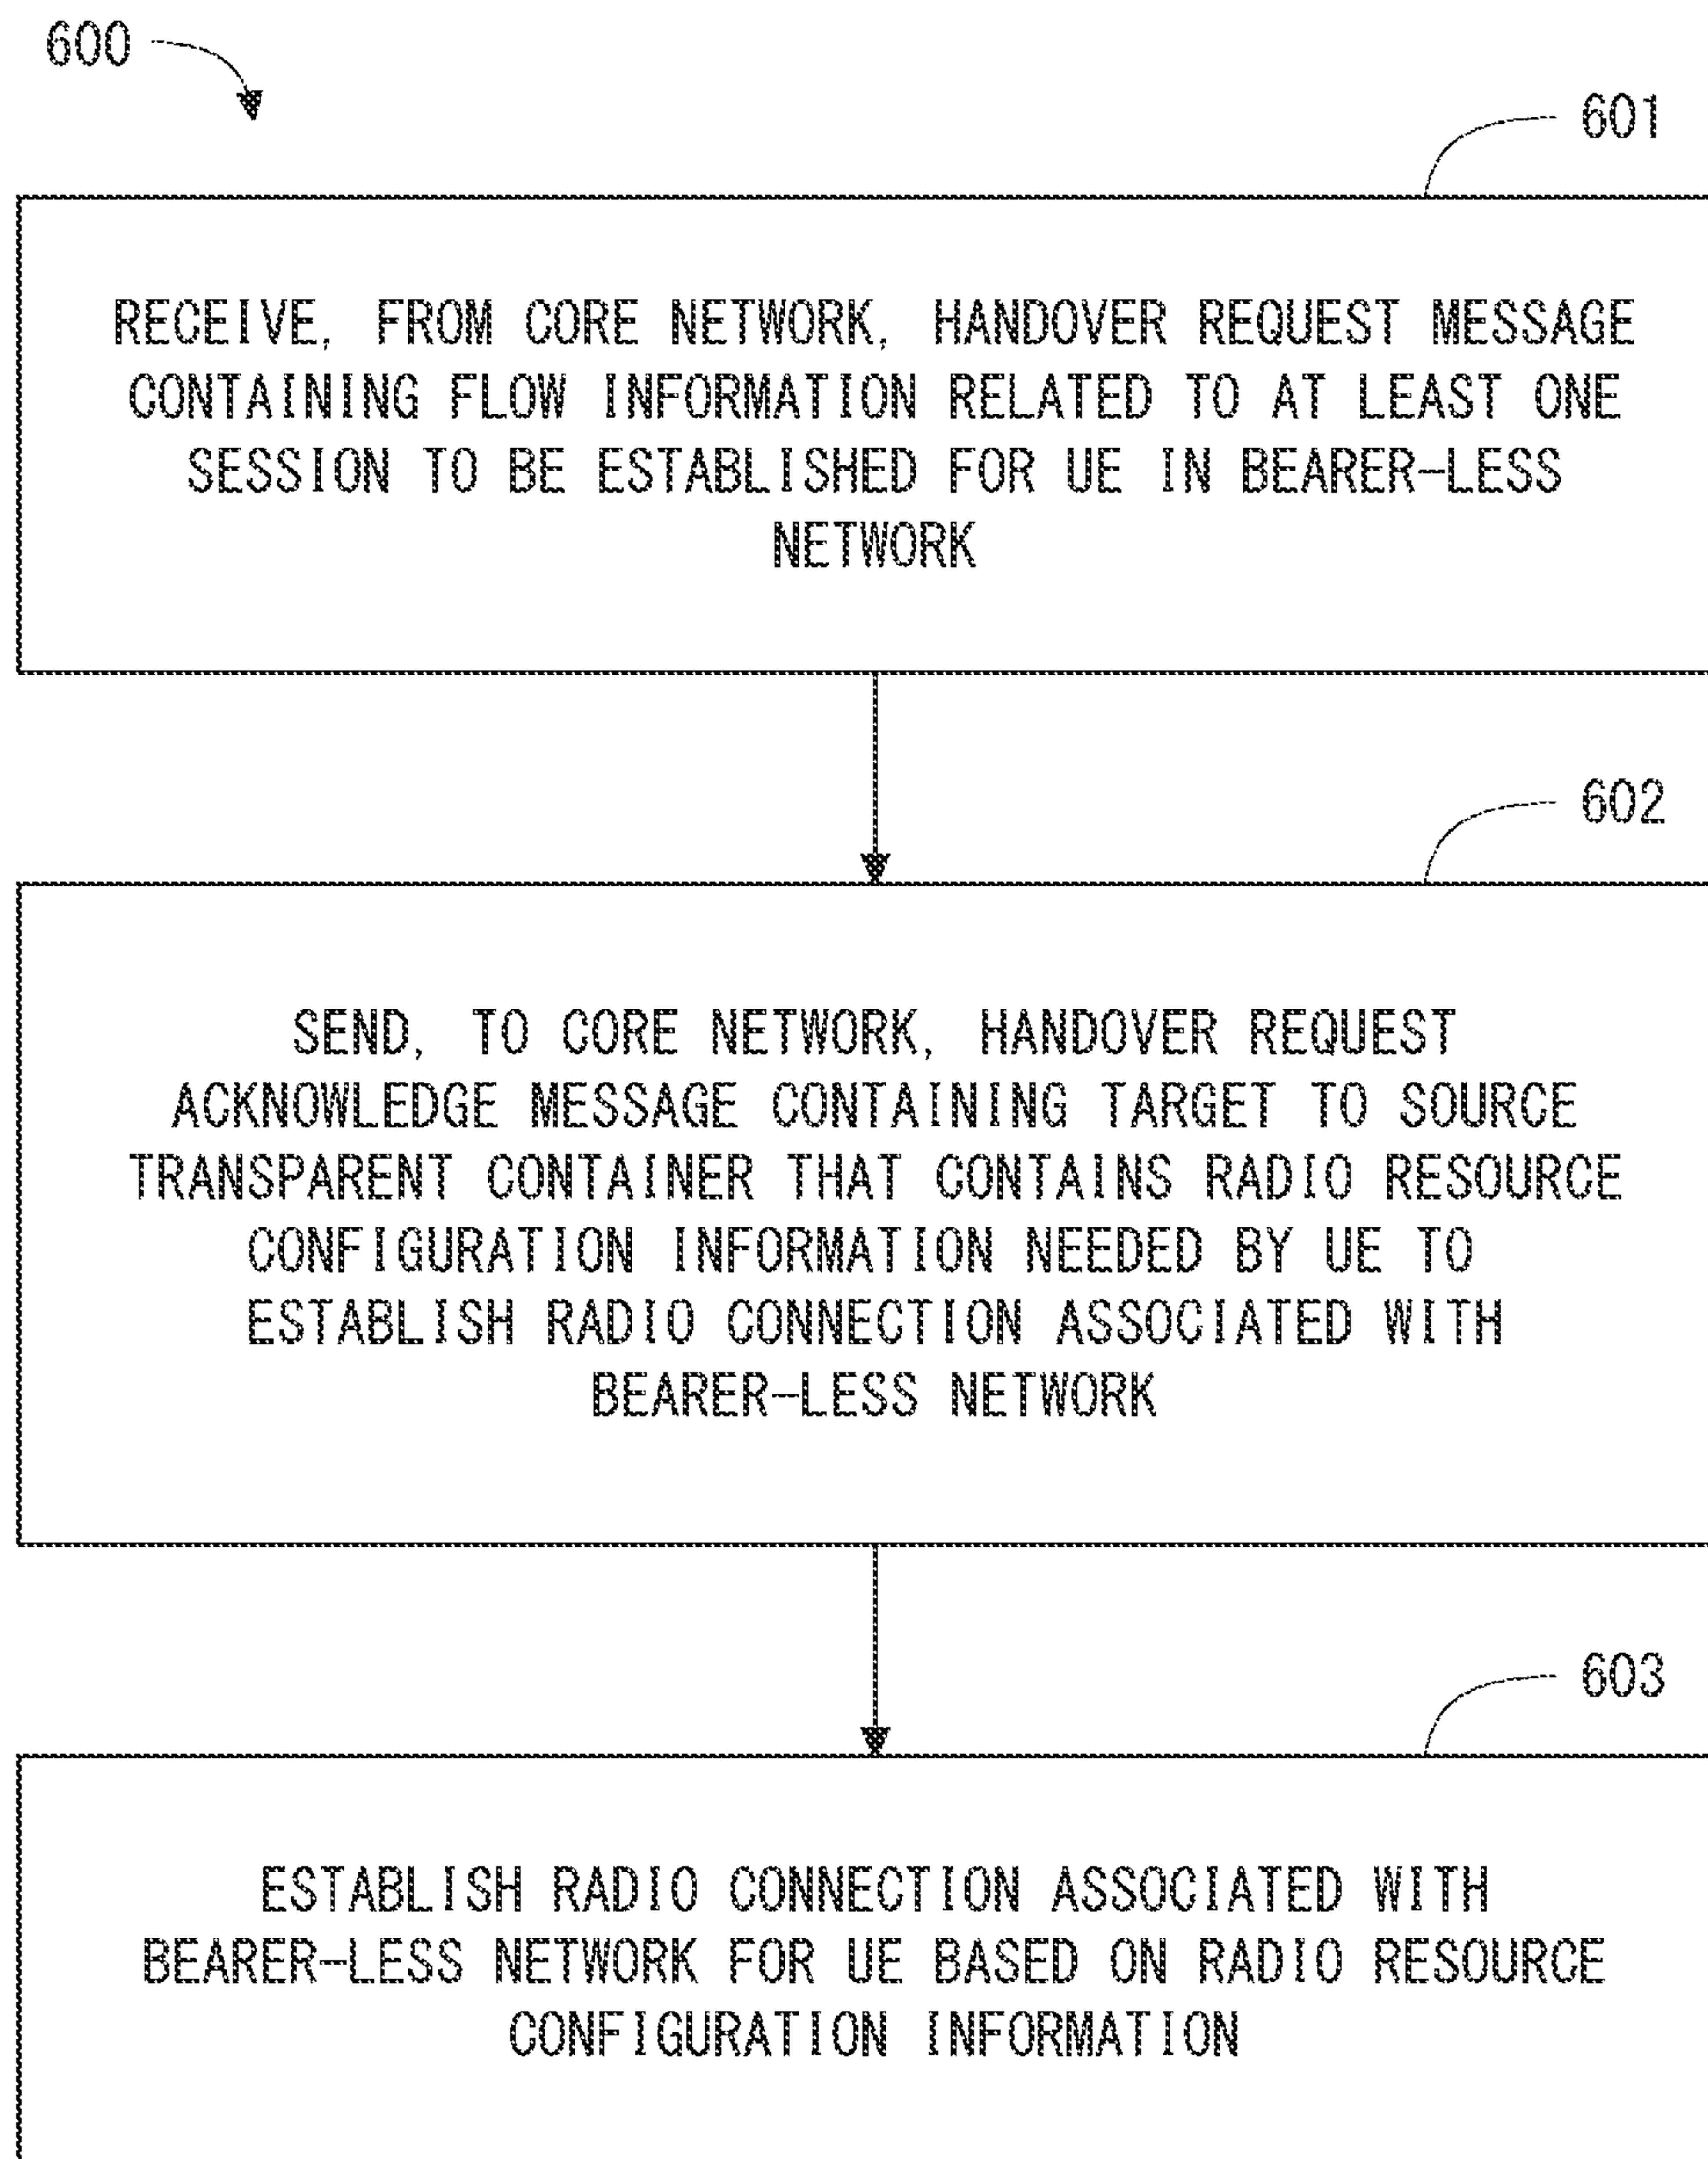 600
601
RECEIVE, FROM CORE NETWORK, HANDOVER REQUEST MESSAGE
CONTAINING FLOW INFORMATION RELATED TO AT LEAST ONE
SESSION TO BE ESTABLISHED FOR UE IN BEARER-LESS
NETWORK
602
SEND, TO CORE NETWORK, HANDOVER REQUEST
ACKNOWLEDGE MESSAGE CONTAINING TARGET TO SOURCE
TRANSPARENT CONTAINER THAT CONTAINS RADIO RESOURCE
CONFIGURATION INFORMATION NEEDED BY UE TO
ESTABLISH RADIO CONNECTION ASSOCIATED WITH
BEARER-LESS NETWORK
603
ESTABLISH RADIO CONNECTION ASSOCIATED WITH
BEARER-LESS NETWORK FOR UE BASED ON RADIO RESOURCE
CONFIGURATION INFORMATION